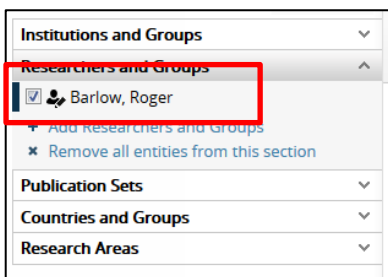 Institutions and Groups
Researchers and Groups
Barlow, Roger
+ Add Researchers and Groups
× Remove all entities from this section
Publication Sets
Countries and Groups
Research Areas